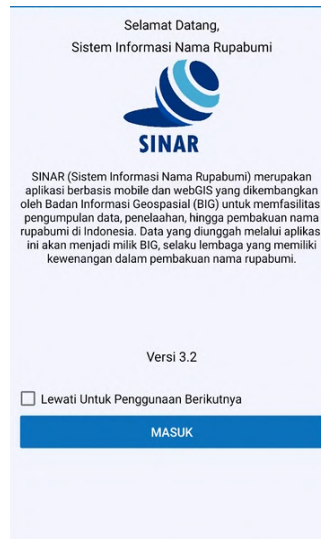 Selamat Datang,
Sistem Informasi Nama Rupabumi
SINAR
SINAR (Sistem Informasi Nama Rupabumi) merupakan
aplikasi berbasis mobile dan webGIS yang dikembangkan
oleh Badan Informasi Geospasial (BIG) untuk memfasilitas
pengumpulan data, penelaahan, hingga pembakuan nama
rupabumi di Indonesia. Data yang diunggah melalui aplikas
ini akan menjadi milik BIG, selaku lembaga yang memiliki
kewenangan dalam pembakuan nama rupabumi.
Versi 3.2
Lewati Untuk Penggunaan Berikutnya
MASUK